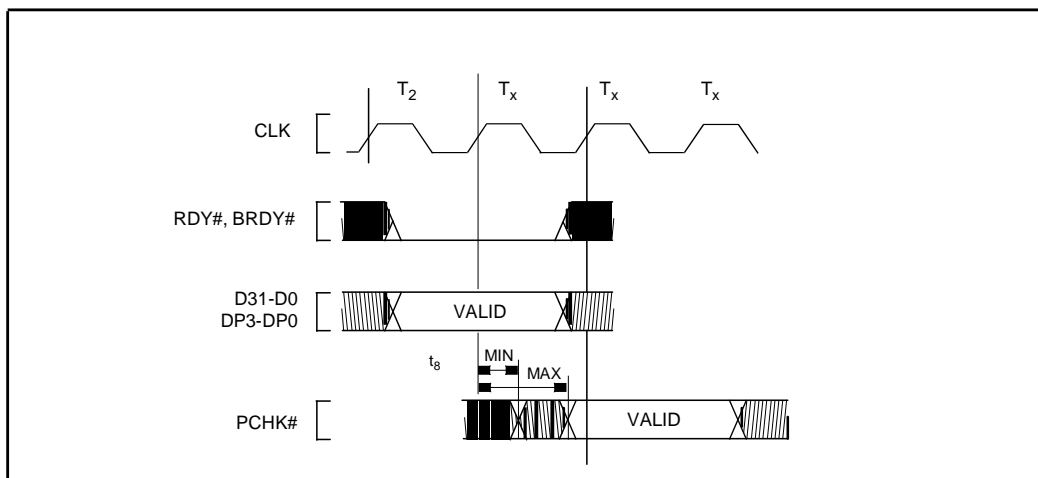 T2 Tx Tx Tx
CLK
RDY#, BRDY#
D31-D0
DP3-DP0
VALID
t8 MIN
MAX
PCHK#
VALID